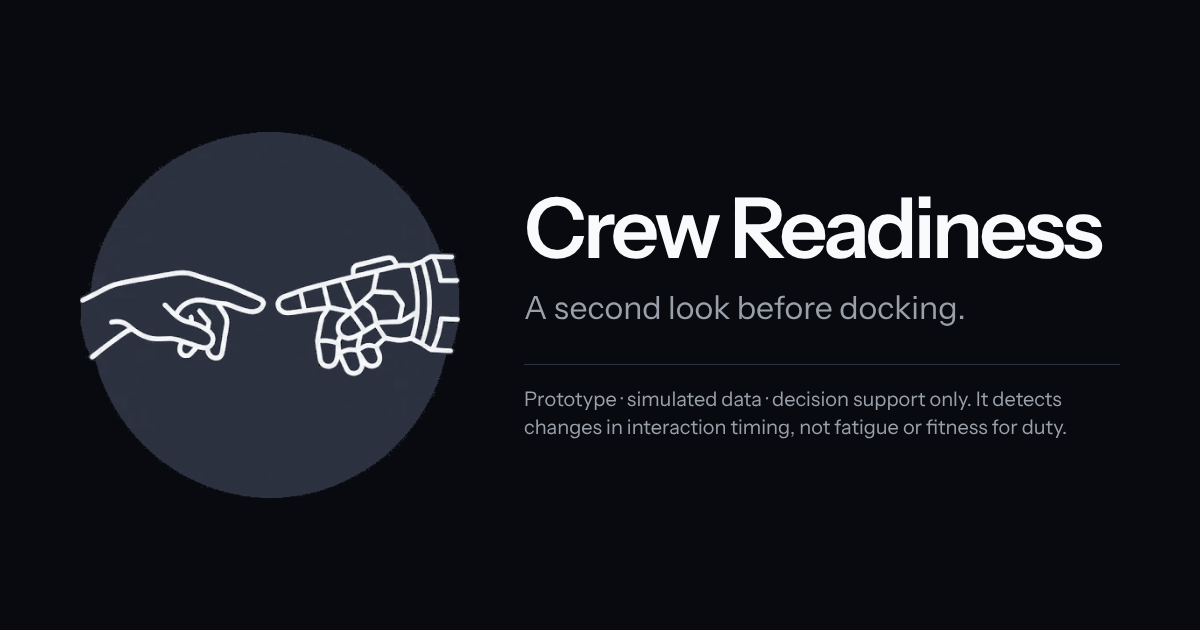 Crew Readiness
A second look before docking.
Prototype · simulated data · decision support only. It detects
changes in interaction timing, not fatigue or fitness for duty.